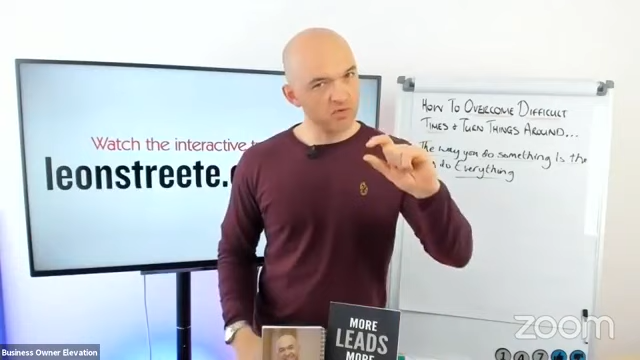 Watch the interactive
leonstreete.
HOW TO OVERCOME DIFFICULT
TIMES & TURN THINGS AROUND...
The way you do something Is the
do Everything
MORE
LEADS
MORE
zoom
Business Owner Elevation